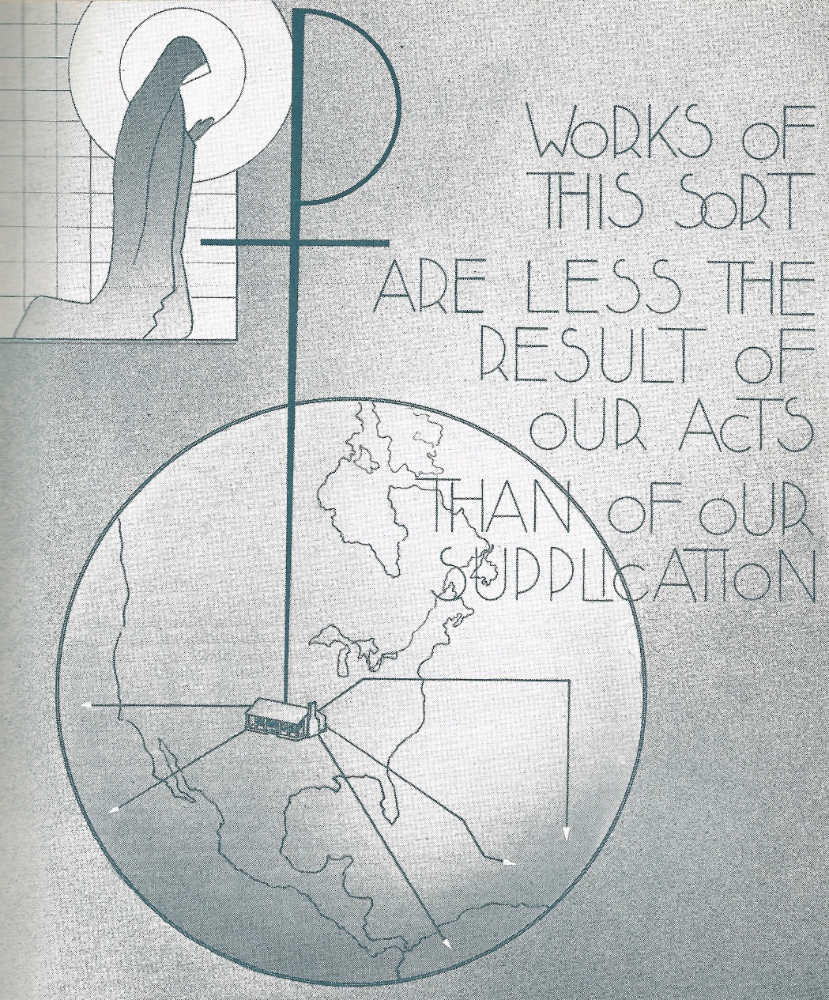 WORKS OF
THIS SORT
ARE LESS THE
RESULT OF
OUR ACTS
THAN OF OUR
SUPPLICATION